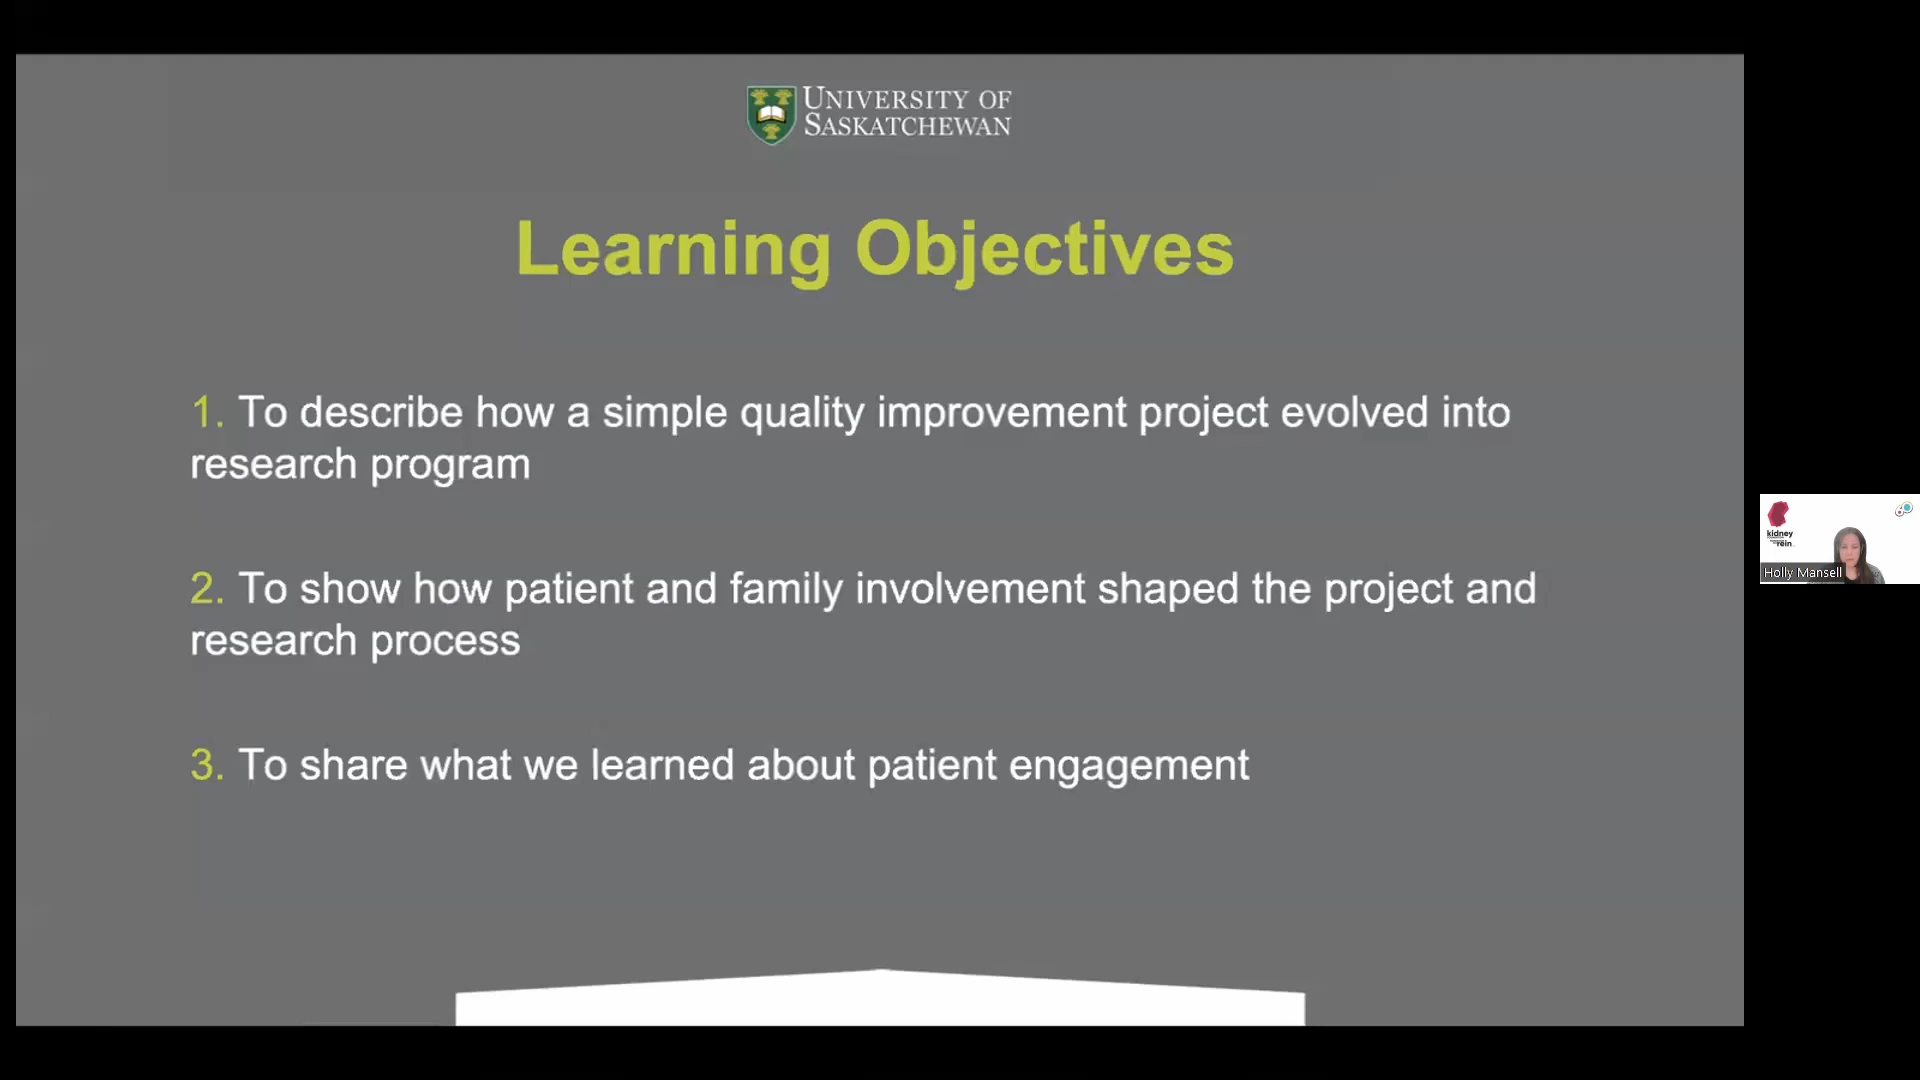 UNIVERSITY OF
SASKATCHEWAN
Learning Objectives
1. To describe how a simple quality improvement project evolved into
research program
2. To show how patient and family involvement shaped the project and
research process
3. To share what we learned about patient engagement
kidney
rein
Holly Mansell